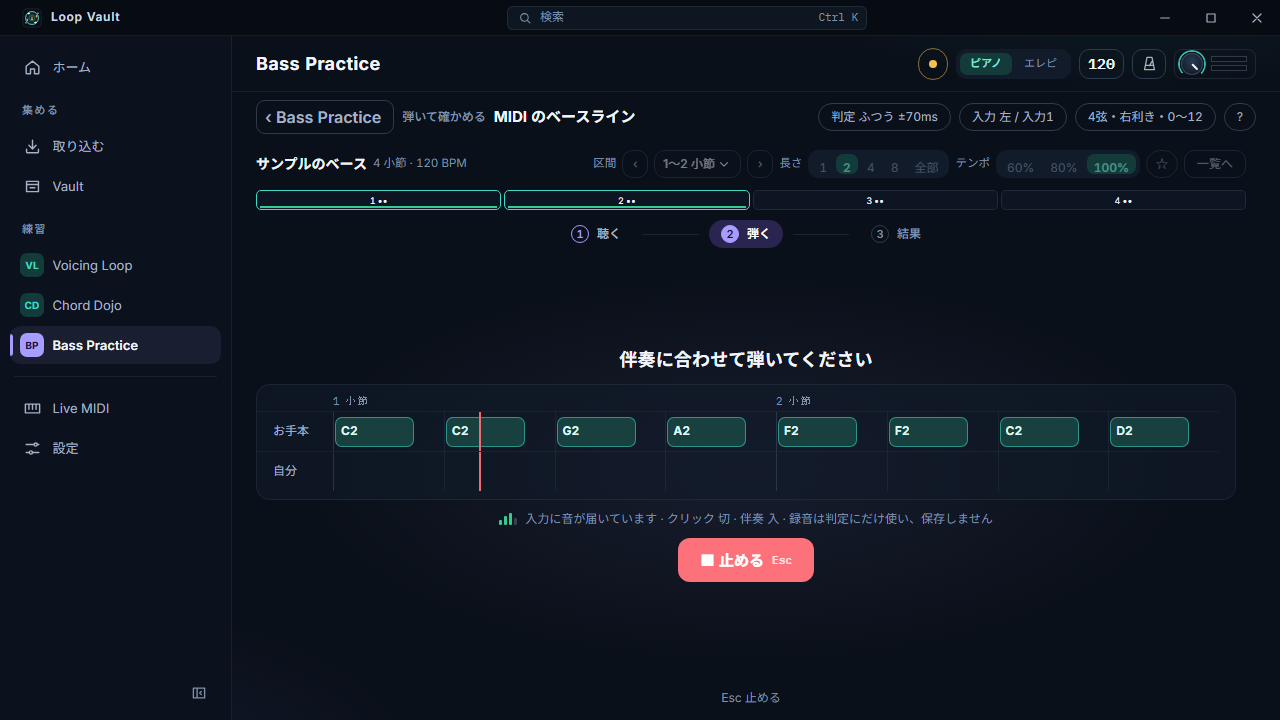 Loop Vault
検索
Ctrl K
ホーム
集める
取り込む
Vault
練習
VL Voicing Loop
CD Chord Dojo
BP Bass Practice
Live MIDI
設定
Bass Practice
ピアノ
エレピ
120
‹ Bass Practice
弾いて確かめる
MIDI のベースライン
判定 ふつう ±70ms
入力 左 / 入力1
4弦・右利き・0〜12
?
サンプルのベース
4 小節 · 120 BPM
区間
‹
1〜2 小節
›
長さ
1 2 4 8 全部
テンポ
60% 80% 100%
☆
一覧へ
1 ••
2 ••
3 ••
4 ••
1 聴く
2 弾く
3 結果
伴奏に合わせて弾いてください
1 小節
2 小節
お手本
C2 C2 G2 A2 F2 F2 C2 D2
自分
入力に音が届いています · クリック 切 · 伴奏 入 · 録音は判定にだけ使い、保存しません
■ 止める Esc
Esc 止める